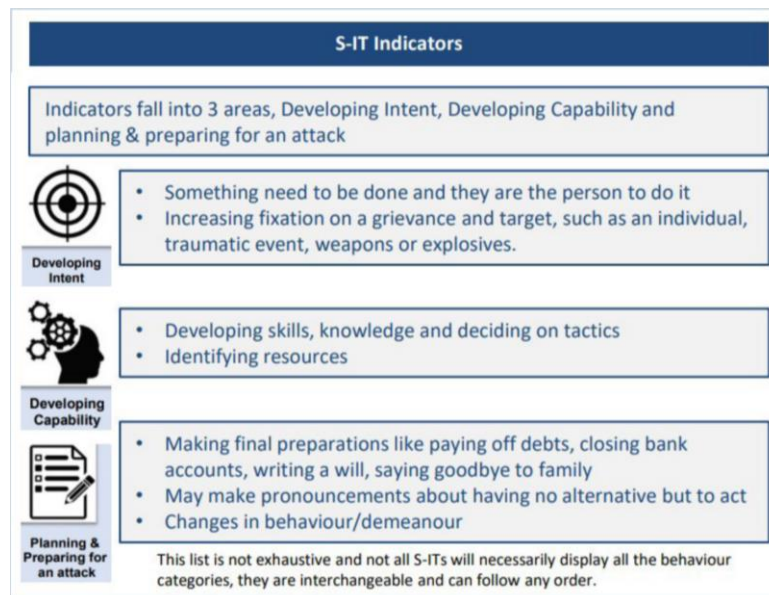 S-IT Indicators
Indicators fall into 3 areas, Developing Intent, Developing Capability and
planning & preparing for an attack
Developing
Intent
• Something need to be done and they are the person to do it
• Increasing fixation on a grievance and target, such as an individual,
traumatic event, weapons or explosives.
Developing
Capability
• Developing skills, knowledge and deciding on tactics
• Identifying resources
Planning &
Preparing for
an attack
• Making final preparations like paying off debts, closing bank
accounts, writing a will, saying goodbye to family
• May make pronouncements about having no alternative but to act
• Changes in behaviour/demeanour
This list is not exhaustive and not all S-ITs will necessarily display all the behaviour
categories, they are interchangeable and can follow any order.